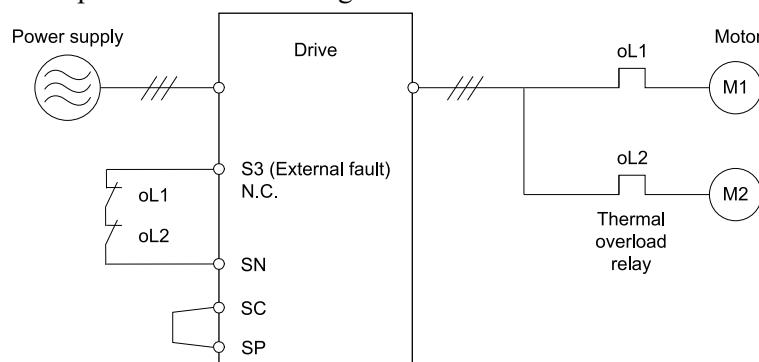 Power supply
Drive
oL1
Motor
M1
S3 (External fault)
N.C.
oL1
oL2
SN
SC
SP
oL2
M2
Thermal
overload
relay